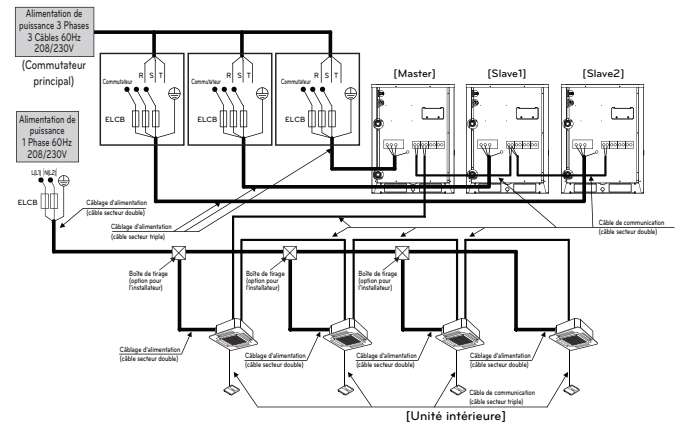 Alimentation de
puissance 3 Phases
3 Câbles 60Hz
208/230V
(Commutateur
principal)
Commutateur
R S T
ELCB
Commutateur
R S T
ELCB
Commutateur
R S T
ELCB
[Master]
[Slave1]
[Slave2]
Alimentation de
puissance
1 Phase 60Hz
208/230V
L(L1) N(L2)
ELCB
Câblage d'alimentation
(câble secteur double)
Câblage d'alimentation
(câble secteur triple)
Câble de communication
(câble secteur double)
Boîte de tirage
(option pour
l'installateur)
Boîte de tirage
(option pour
l'installateur)
Boîte de tirage
(option pour
l'installateur)
Câblage d'alimentation
(câble secteur double)
Câblage d'alimentation
(câble secteur double)
Câblage d'alimentation
(câble secteur double)
Câblage d'alimentation
(câble secteur double)
Câble de communication
(câble secteur triple)
[Unité intérieure]